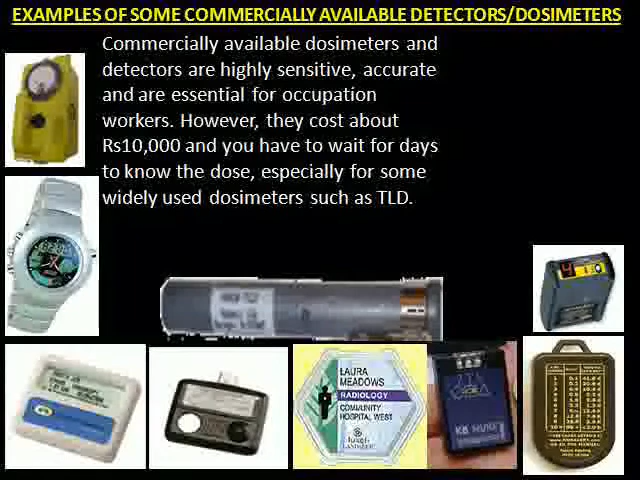 EXAMPLES OF SOME COMMERCIALLY AVAILABLE DETECTORS/DOSIMETERS
Commercially available dosimeters and
detectors are highly sensitive, accurate
and are essential for occupation
workers. However, they cost about
Rs10,000 and you have to wait for days
to know the dose, especially for some
widely used dosimeters such as TLD.
LAURA
MEADOWS
RADIOLOGY
COMMUNITY
HOSPITAL WEST